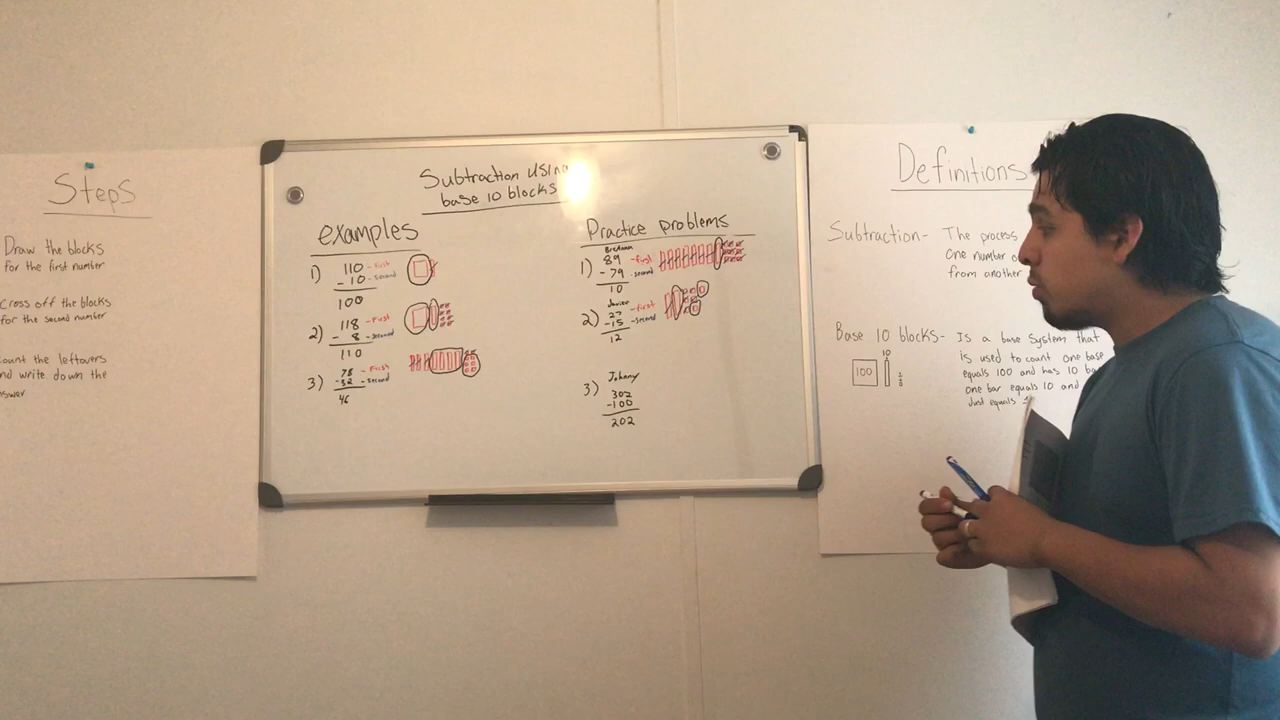 Steps
Draw the blocks
for the first number
cross off the blocks
for the second number
count the leftovers
nd write down the
swer
Subtraction Using
base 10 blocks
examples
1) 110 - First
- 10 - second
100
2) 118 - First
- 8 - second
110
3) 78 - First
- 32 - second
46
Practice problems
Breanna
1) 89 - First
- 79 - second
10
Javier
2) 27 - First
- 15 - second
12
Johnny
3) 302
- 100
202
Definitions
Subtraction- The process
one number o
from another
Base 10 blocks- Is a base System that
is used to count one base
equals 100 and has 10 ba
one bar equals 10 and
Just equals
100
10